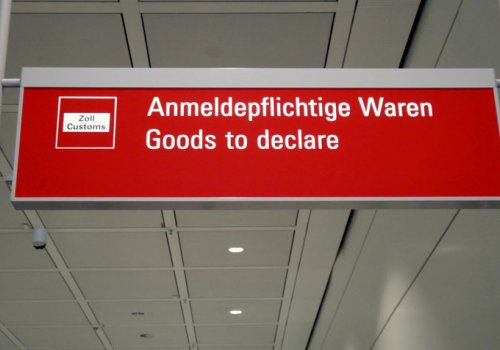 Zoll
Customs
Anmeldepflichtige Waren
Goods to declare